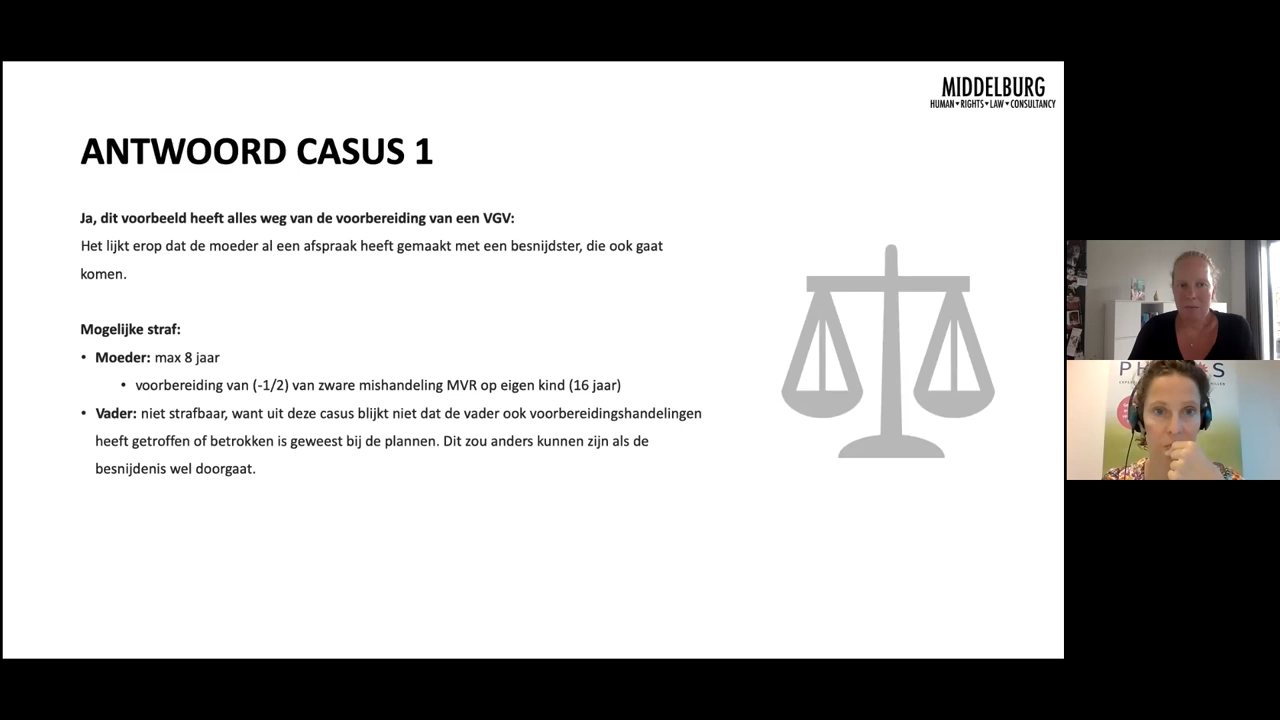 MIDDELBURG
HUMAN♥RIGHTS♥LAW♥CONSULTANCY
ANTWOORD CASUS 1
Ja, dit voorbeeld heeft alles weg van de voorbereiding van een VGV:
Het lijkt erop dat de moeder al een afspraak heeft gemaakt met een besnijdster, die ook gaat
komen.
Mogelijke straf:
• Moeder: max 8 jaar
• voorbereiding van (-1/2) van zware mishandeling MVR op eigen kind (16 jaar)
• Vader: niet strafbaar, want uit deze casus blijkt niet dat de vader ook voorbereidingshandelingen
heeft getroffen of betrokken is geweest bij de plannen. Dit zou anders kunnen zijn als de
besnijdenis wel doorgaat.